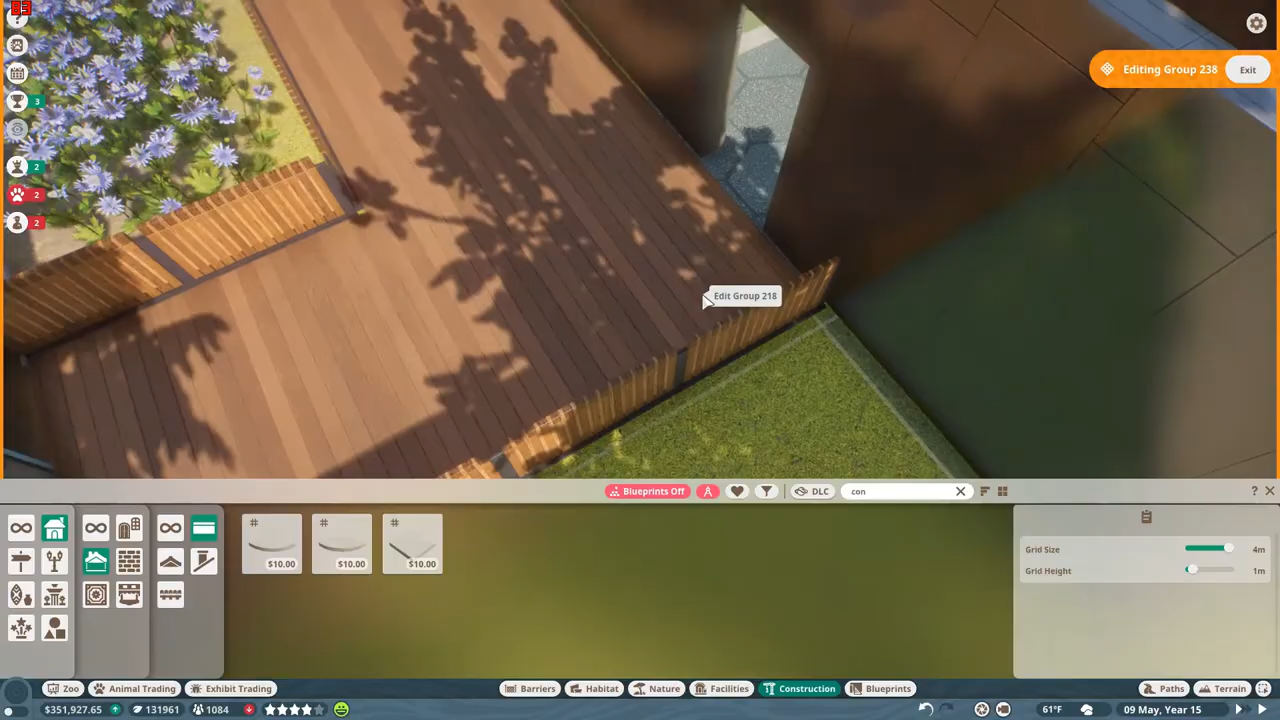 83
Editing Group 238
Exit
3
2
2
2
Edit Group 218
Blueprints Off
DLC
con
?
$10.00
$10.00
$10.00
Grid Size
4m
Grid Height
1m
Zoo
Animal Trading
Exhibit Trading
Barriers
Habitat
Nature
Facilities
Construction
Blueprints
Paths
Terrain
$351,927.65
131961
1084
61°F
09 May, Year 15